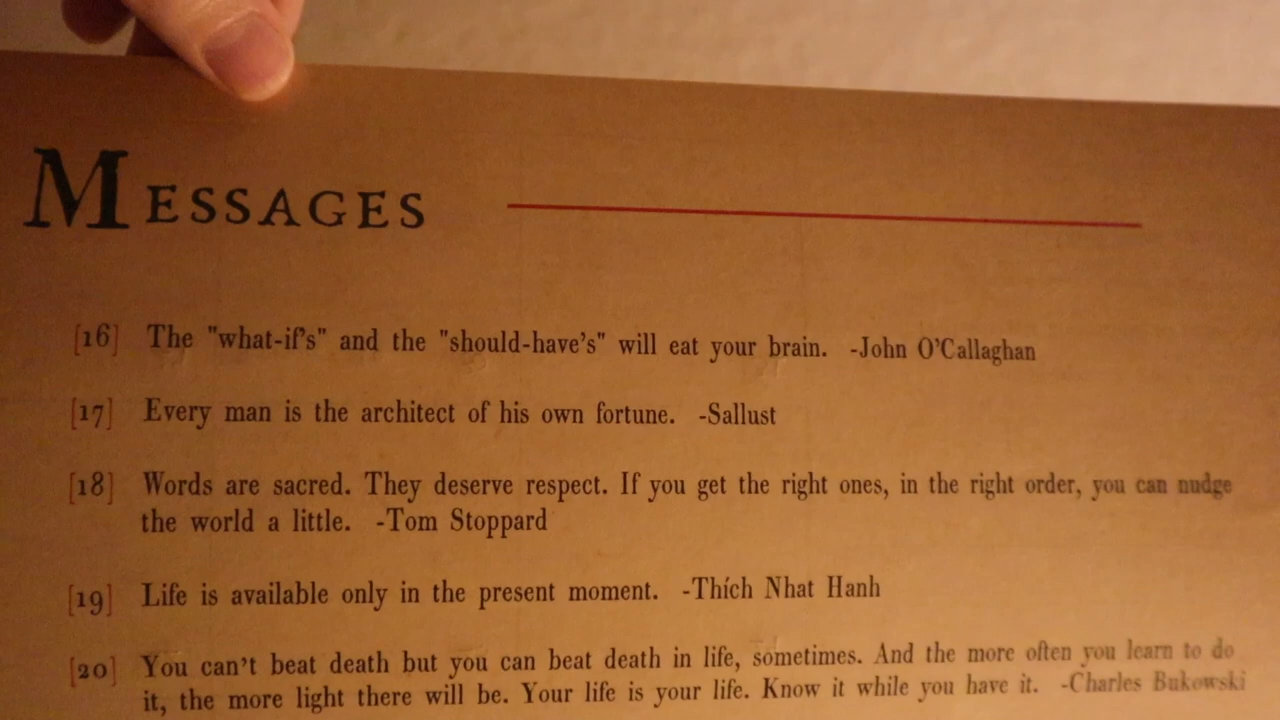 MESSAGES
[16] The "what-if's" and the "should-have's" will eat your brain. -John O'Callaghan
[17] Every man is the architect of his own fortune. -Sallust
[18] Words are sacred. They deserve respect. If you get the right ones, in the right order, you can nudge
the world a little. -Tom Stoppard
[19] Life is available only in the present moment. -Thích Nhat Hanh
[20] You can't beat death but you can beat death in life, sometimes. And the more often you learn to do
it, the more light there will be. Your life is your life. Know it while you have it. -Charles Bukowski